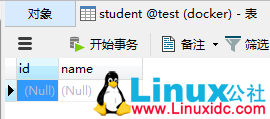 对象
student @test (docker) - 表
开始事务
备注
筛选
id name
(Null) (Null)
Linux公社
www.Linuxidc.com